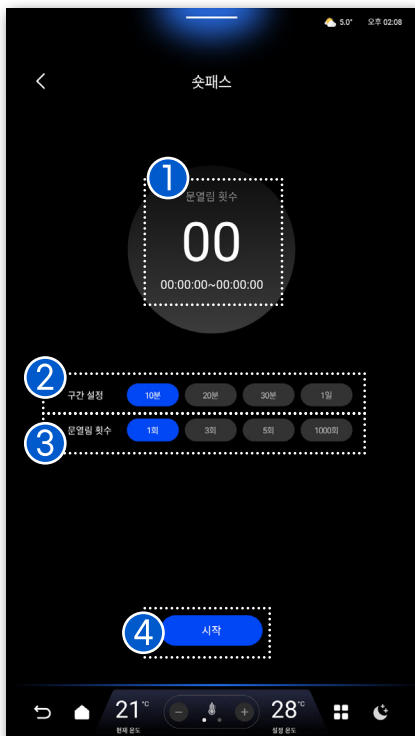 5.0° 오후 02:08
숏패스
1
문열림 횟수
00
00:00:00~00:00:00
2
구간 설정 10분 20분 30분 1일
3
문열림 횟수 1회 3회 5회 1000회
4
시작
21°C 28°C
현재 온도 설정 온도